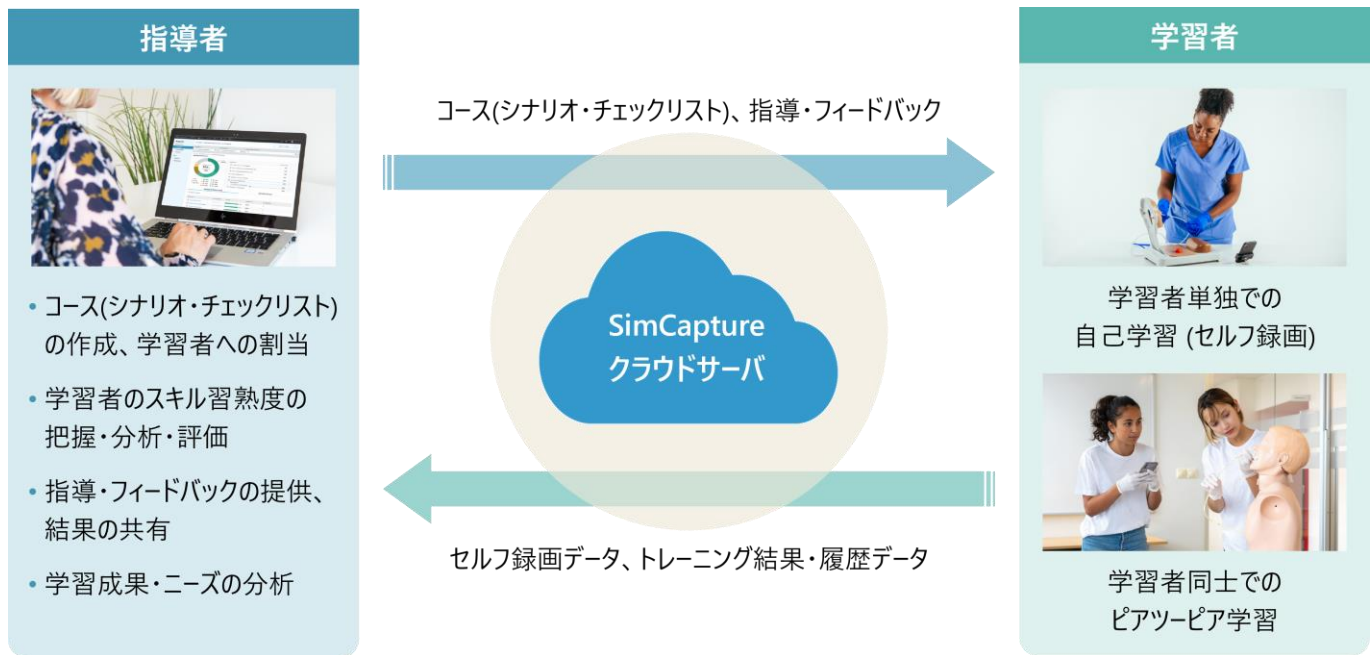 指導者
・コース(シナリオ・チェックリスト)
の作成、学習者への割当
・学習者のスキル習熟度の
把握・分析・評価
・指導・フィードバックの提供、
結果の共有
・学習成果・ニーズの分析
コース(シナリオ・チェックリスト)、指導・フィードバック
SimCapture
クラウドサーバ
セルフ録画データ、トレーニング結果・履歴データ
学習者
学習者単独での
自己学習 (セルフ録画)
学習者同士での
ピアツーピア学習